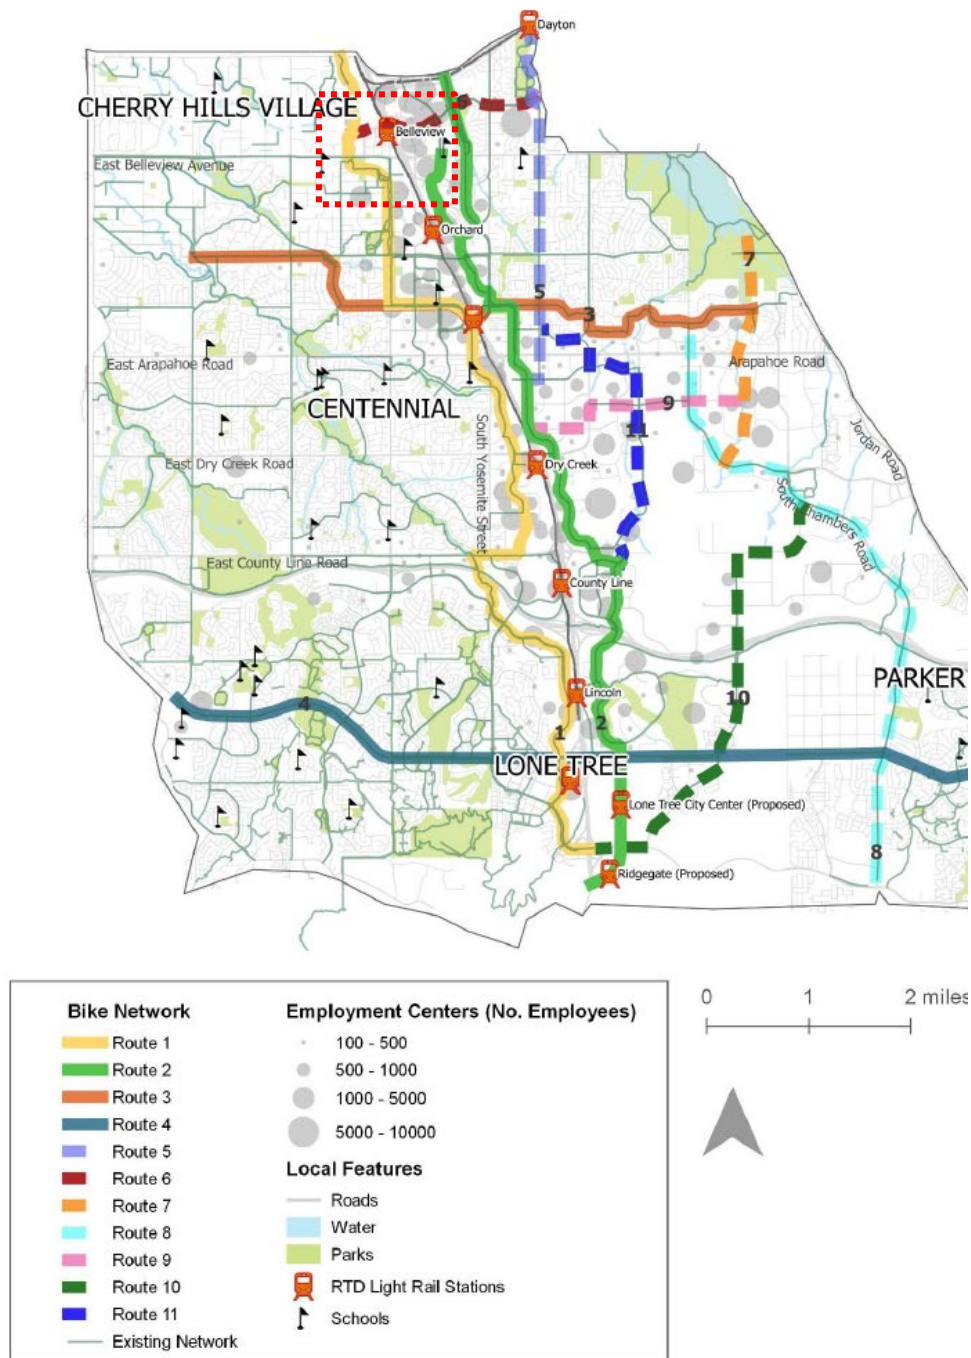 Dayton
CHERRY HILLS VILLAGE
6
Belleview
East Belleview Avenue
Orchard
7
5
3
East Arapahoe Road
Arapahoe Road
CENTENNIAL
9
11
South Yosemite Street
Jordan Road
East Dry Creek Road
Dry Creek
South Chambers Road
East County Line Road
County Line
PARKER
Lincoln
4
10
1
2
LONE TREE
Lone Tree City Center (Proposed)
8
Ridgegate (Proposed)
Bike Network
Route 1
Route 2
Route 3
Route 4
Route 5
Route 6
Route 7
Route 8
Route 9
Route 10
Route 11
Existing Network
Employment Centers (No. Employees)
100 - 500
500 - 1000
1000 - 5000
5000 - 10000
Local Features
Roads
Water
Parks
RTD Light Rail Stations
Schools
0 1 2 miles